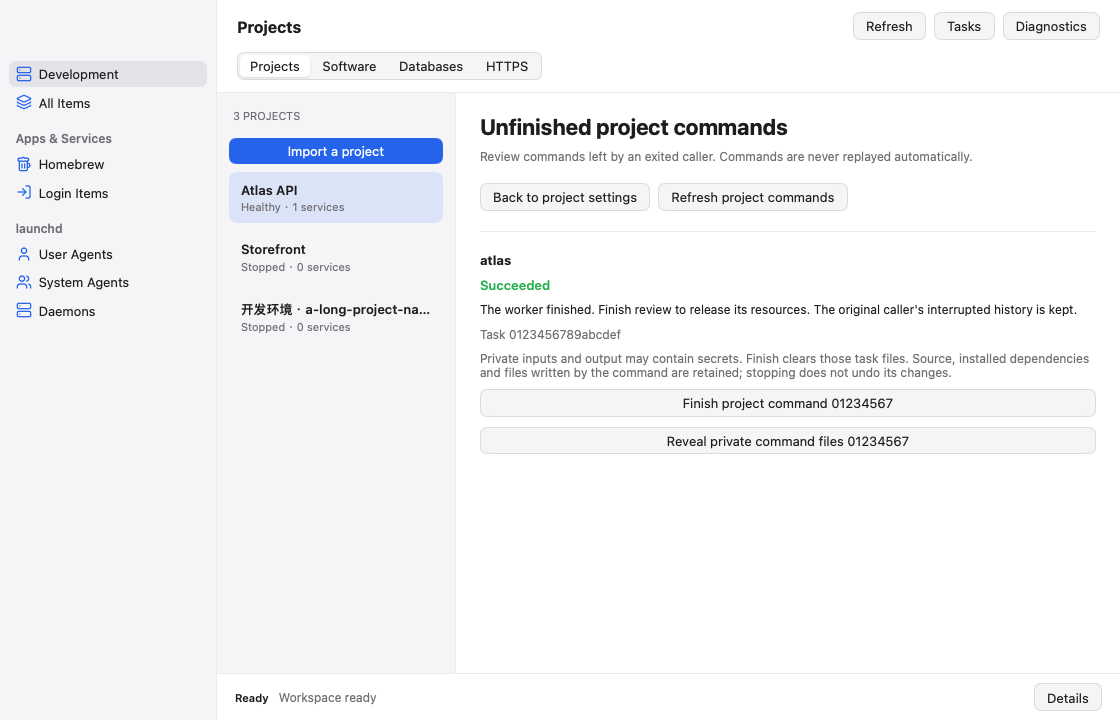 Development
All Items
Apps & Services
Homebrew
Login Items
launchd
User Agents
System Agents
Daemons
Projects
Refresh
Tasks
Diagnostics
Projects
Software
Databases
HTTPS
3 PROJECTS
Import a project
Atlas API
Healthy · 1 services
Storefront
Stopped · 0 services
开发环境 · a-long-project-na...
Stopped · 0 services
Unfinished project commands
Review commands left by an exited caller. Commands are never replayed automatically.
Back to project settings
Refresh project commands
atlas
Succeeded
The worker finished. Finish review to release its resources. The original caller's interrupted history is kept.
Task 0123456789abcdef
Private inputs and output may contain secrets. Finish clears those task files. Source, installed dependencies
and files written by the command are retained; stopping does not undo its changes.
Finish project command 01234567
Reveal private command files 01234567
Ready
Workspace ready
Details